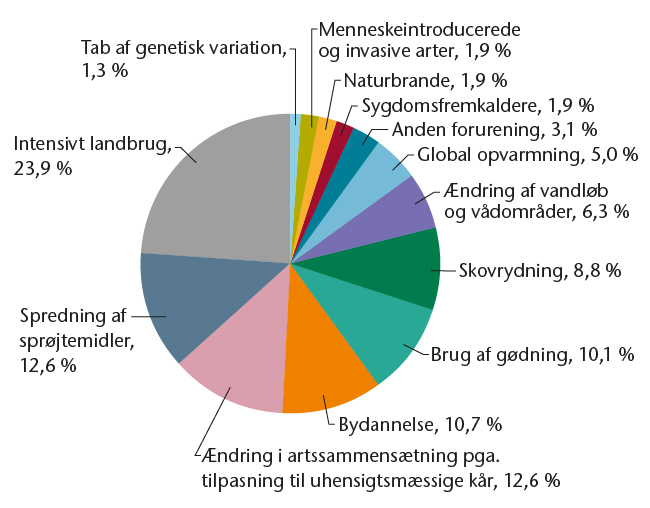 Tab af genetisk variation,
1,3 %
Menneskeintroducerede
og invasive arter, 1,9 %
Naturbrande, 1,9 %
Sygdomsfremkaldere, 1,9 %
Anden forurening, 3,1 %
Global opvarmning, 5,0 %
Ændring af vandløb
og vådområder, 6,3 %
Skovrydning, 8,8 %
Brug af gødning, 10,1 %
Bydannelse, 10,7 %
Ændring i artssammensætning pga.
tilpasning til uhensigtsmæssige kår, 12,6 %
Spredning af
sprøjtemidler,
12,6 %
Intensivt landbrug,
23,9 %